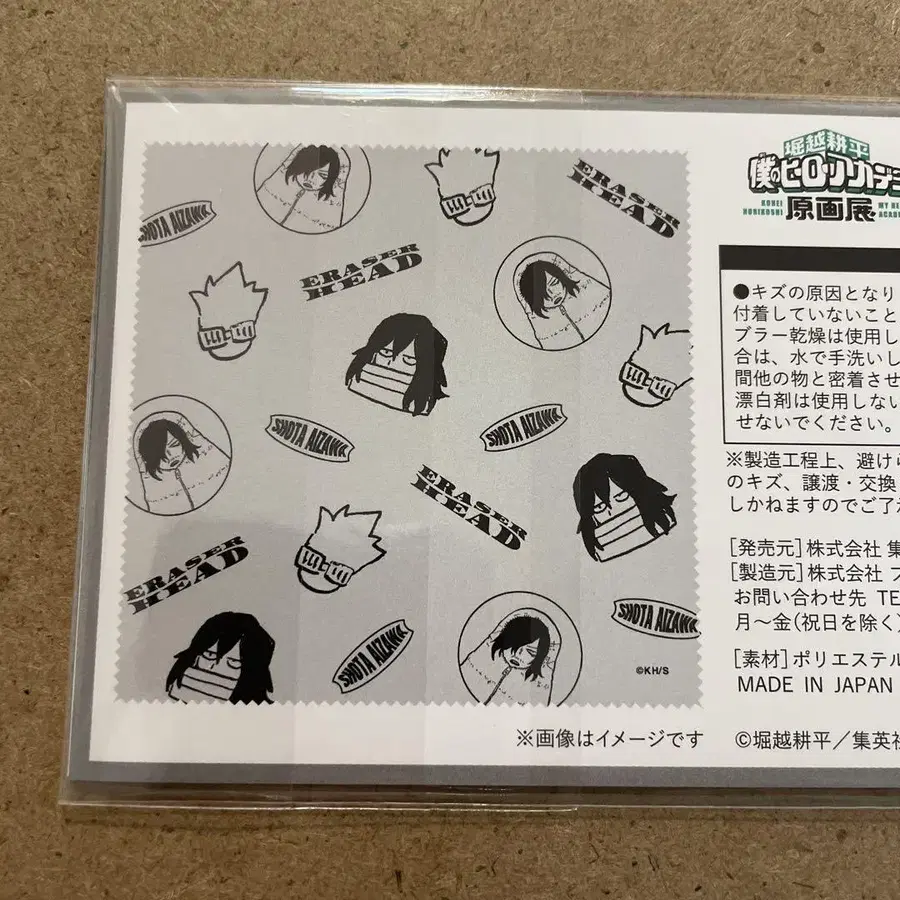 SHOTA AIZAWA
ERASER
HEAD
ERASER
HEAD
SHOTA AIZAWA
SHOTA AIZAWA
ERASER
HEAD
ERASER
HEAD
SHOTA AIZAWA
SHOTA AIZAWA
©KH/S
※画像はイメージです
堀越耕平
僕のヒーローアカデミ
KOHEI
HORIKOSHI
MY HE
ACAD
原画展
●キズの原因となり
付着していないこと
ブラー乾燥は使用し
合は、水で手洗いし
間他の物と密着させ
漂白剤は使用しない
せないでください。
※製造工程上、避けら
のキズ、譲渡・交換
しかねますのでご了
[発売元]株式会社 集
[製造元]株式会社 フ
お問い合わせ先 TE
月～金(祝日を除く)
[素材]ポリエステル
MADE IN JAPAN
©堀越耕平／集英社